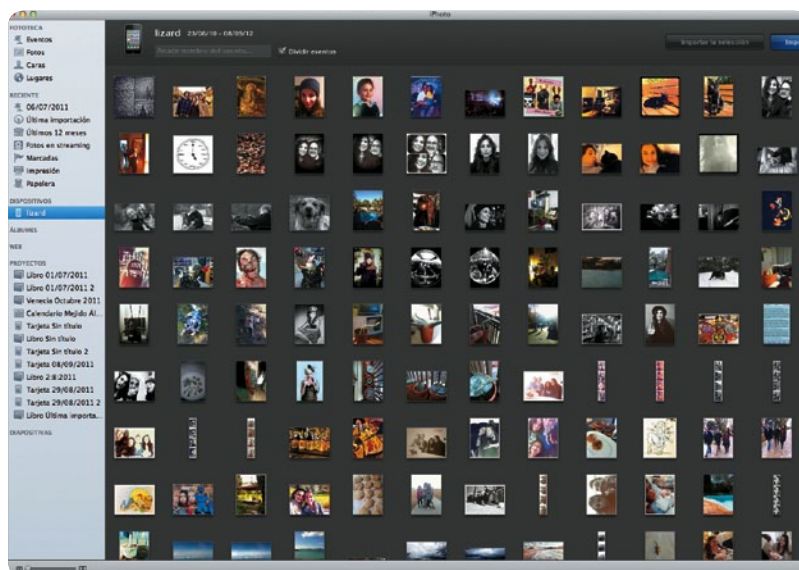 iPhoto
FOTOTECA
Eventos
Fotos
Caras
Lugares
RECIENTE
06/07/2011
Última importación
Últimos 12 meses
Fotos en streaming
Marcadas
Impresión
Papelera
DISPOSITIVOS
lizard
ÁLBUMES
WEB
PROYECTOS
Libro 01/07/2011
Libro 01/07/2011 2
Venecia Octubre 2011
Calendario Mejido Ál...
Tarjeta Sin título
Libro Sin título
Tarjeta Sin título 2
Tarjeta 08/09/2011
Libro 2:8:2011
Tarjeta 29/08/2011
Tarjeta 29/08/2011 2
Libro Última importa...
DIAPOSITIVAS
lizard 23/06/10 - 08/05/12
Dividir eventos
Importar la selección